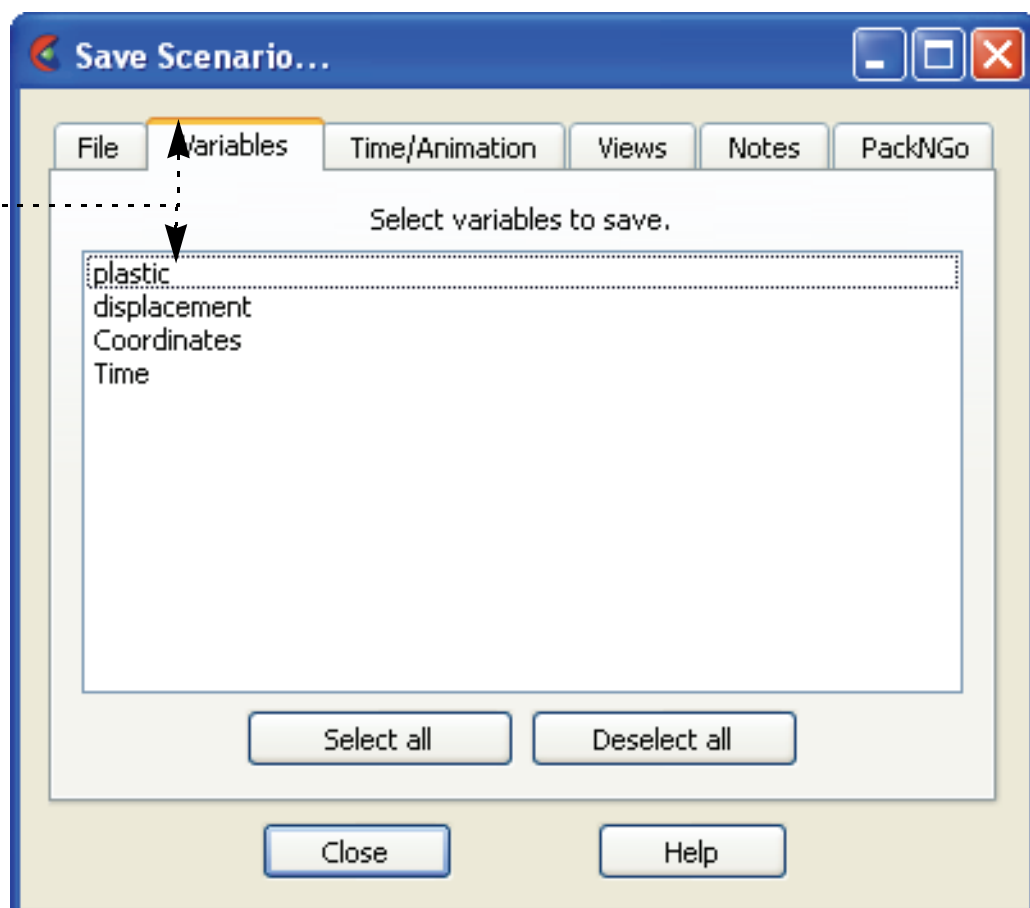 Save Scenario...
File Variables Time/Animation Views Notes PackNGo
Select variables to save.
plastic
displacement
Coordinates
Time
Select all Deselect all
Close Help